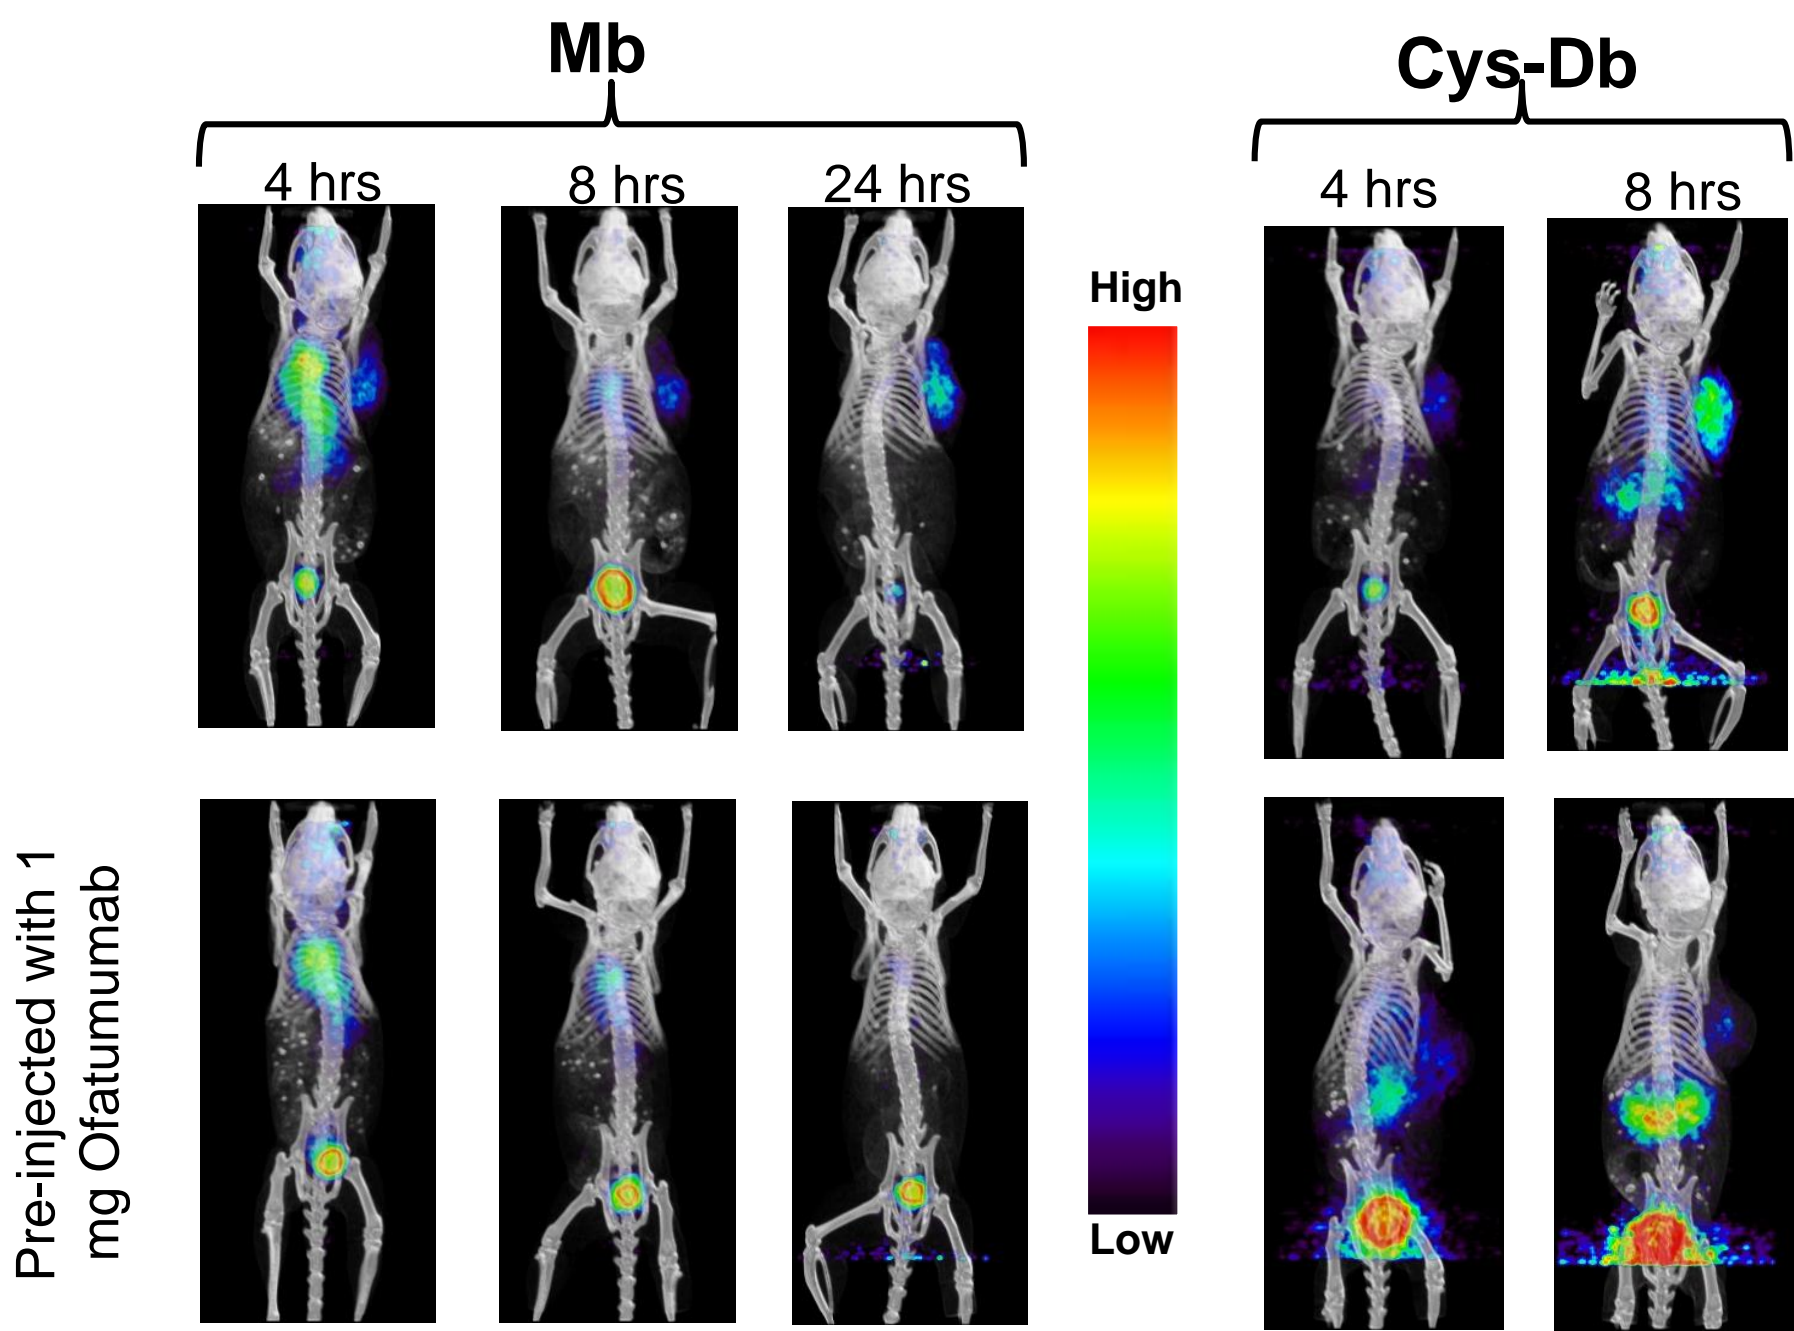 Mb
Cys-Db
4 hrs
8 hrs
24 hrs
4 hrs
8 hrs
High
Low
Pre-injected with 1
mg Ofatumumab